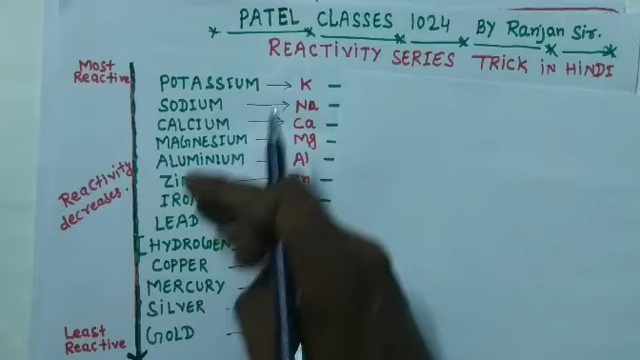 PATEL CLASSES 1024 By Ranjan Sir.
REACTIVITY SERIES TRICK iN HiNDI
Most Reactive
POTASSIUM → K -
SODIUM → Na -
CALCIUM → Ca -
MAGNESIUM Mg -
ALUMINIUM Al -
Reactivity decreases.
LEAD
HYDROGEN
COPPER
MERCURY
SILVER
GOLD
Least Reactive